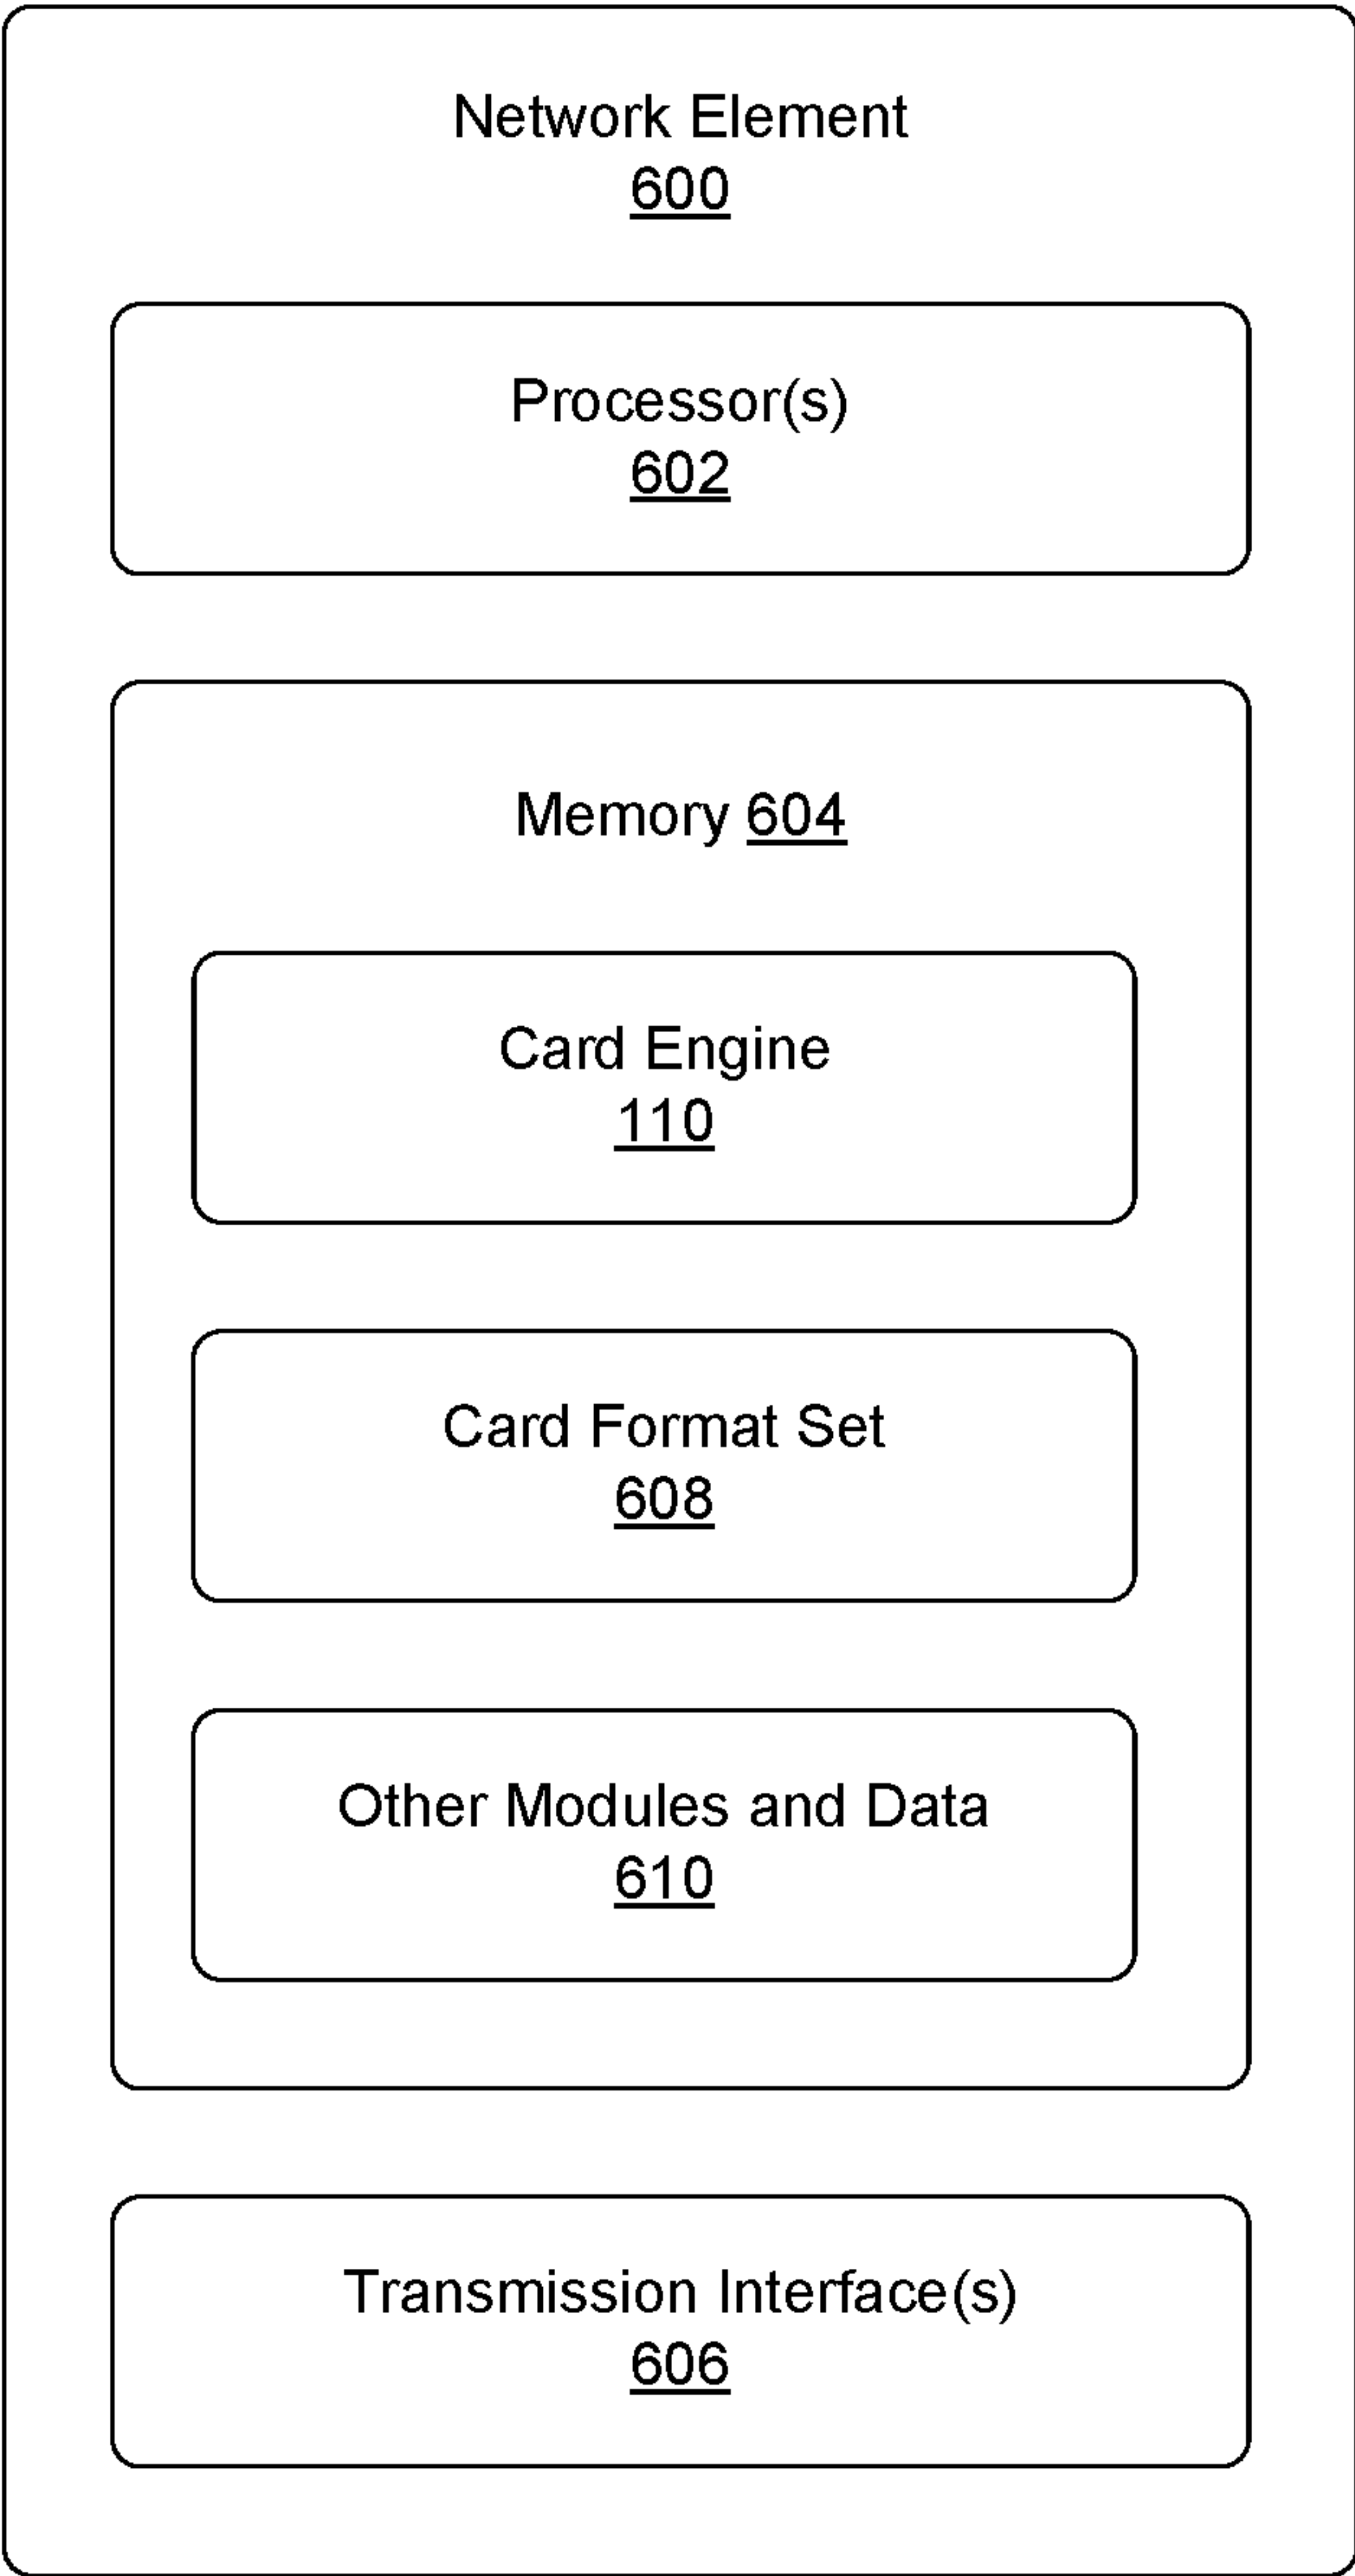 Network Element
600
Processor(s)
602
Memory 604
Card Engine
110
Card Format Set
608
Other Modules and Data
610
Transmission Interface(s)
606